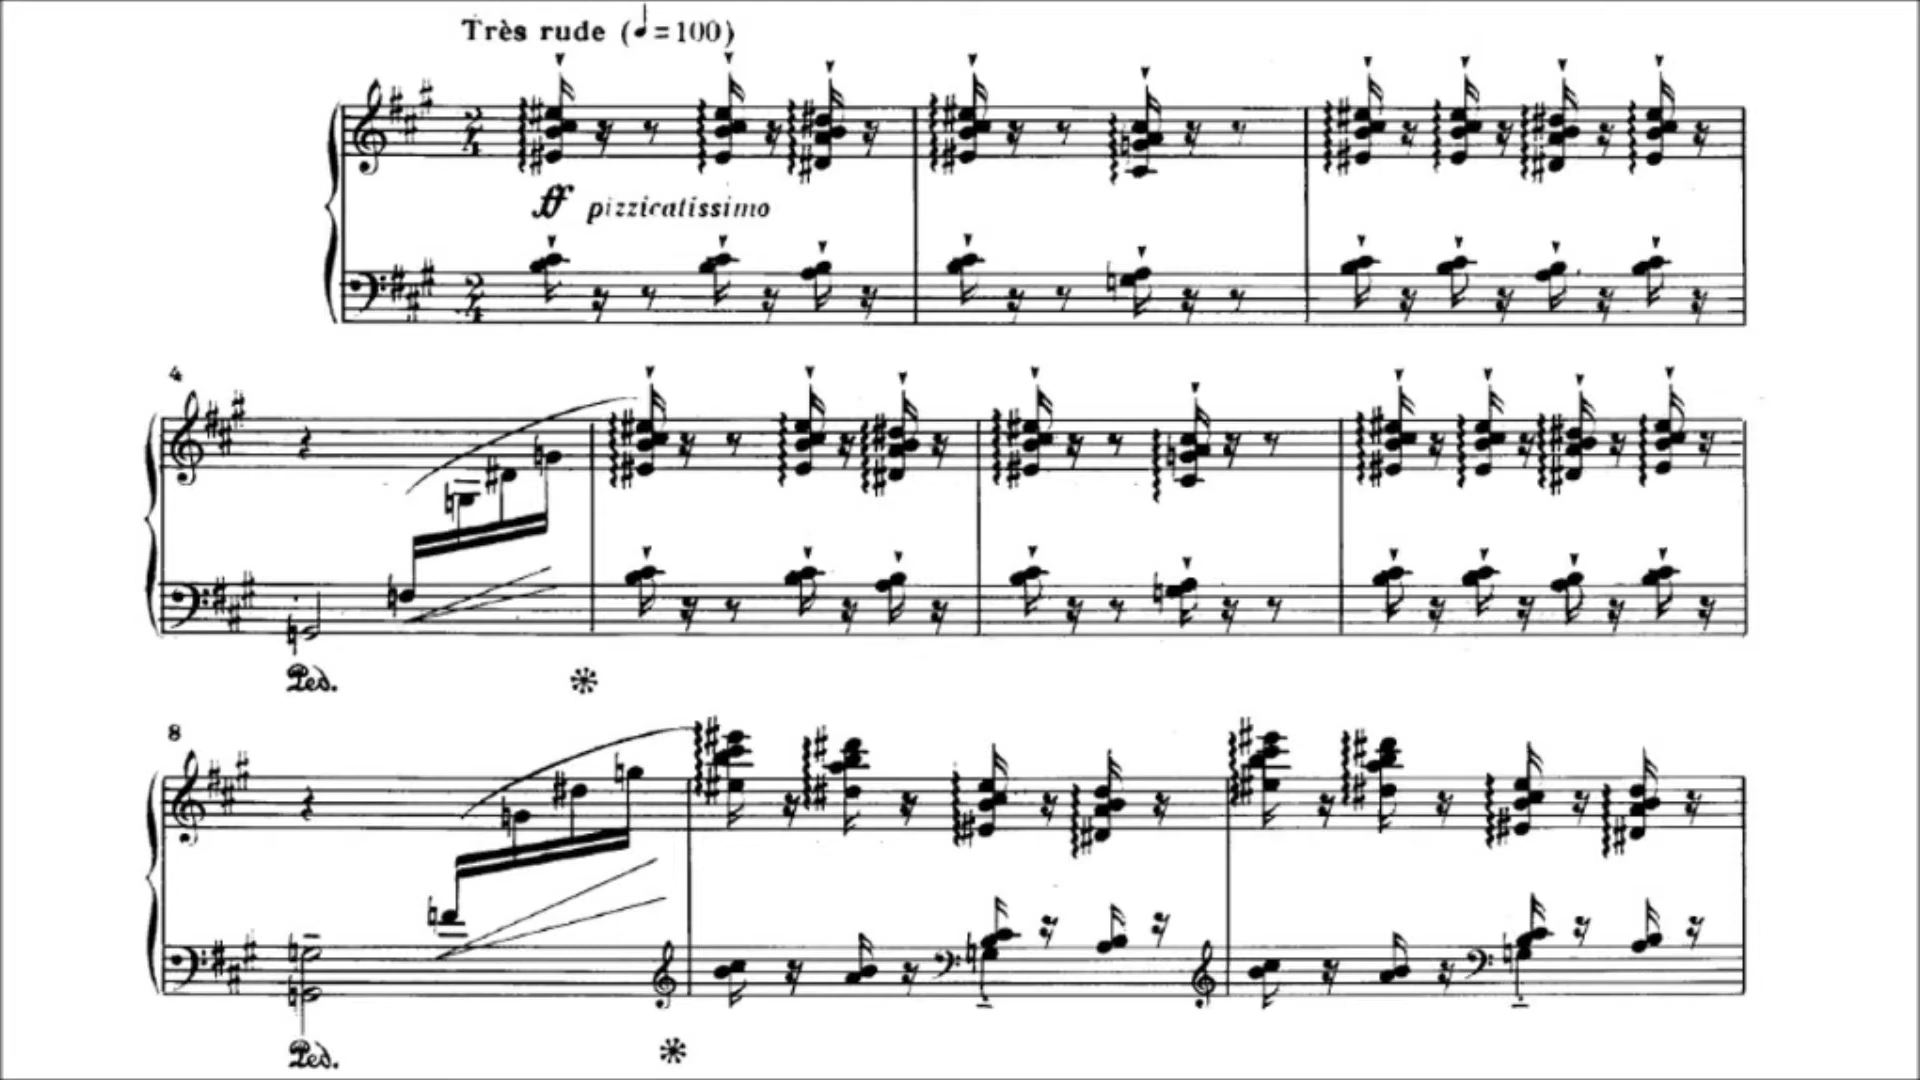 Très rude (♩=100)
ff pizzicatissimo
4
Ped.
8
Ped.